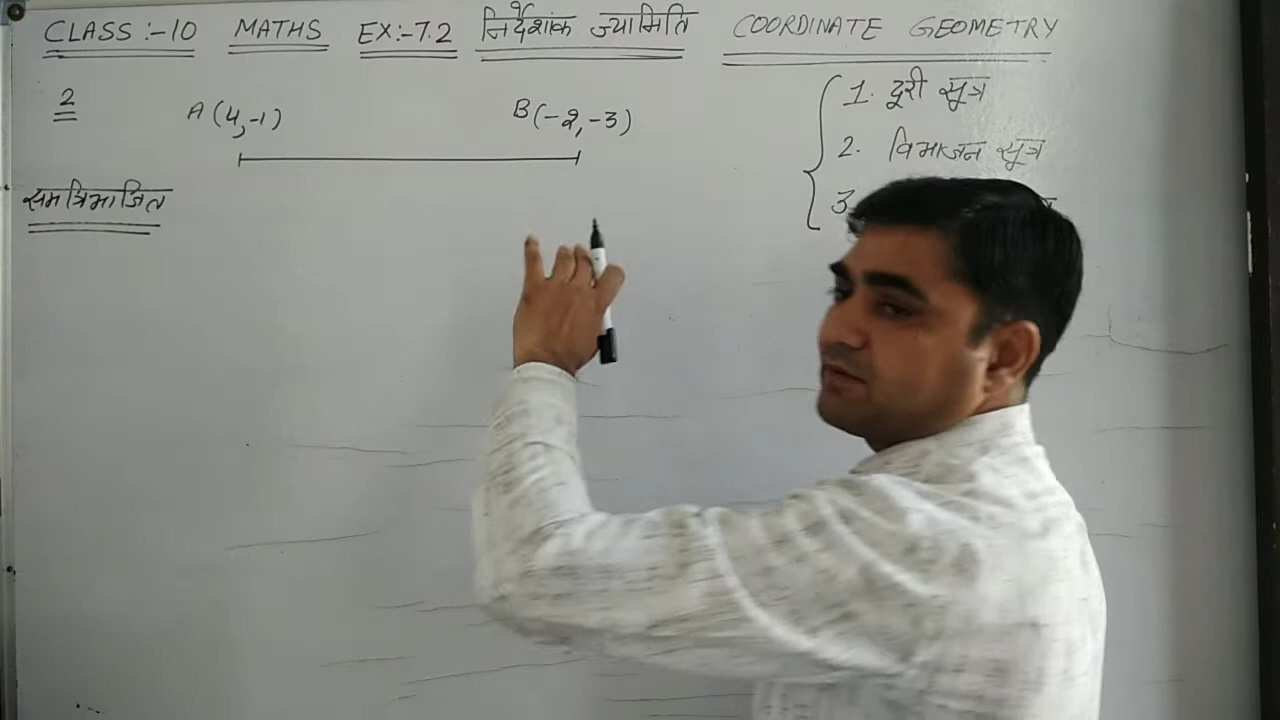 CLASS :-10 MATHS EX:-7.2 निर्देशांक ज्यामिति COORDINATE GEOMETRY
2 A(4,-1) B(-2,-3)
समत्रिभाजित
1. दूरी सूत्र
2. विभाजन सूत्र
3.